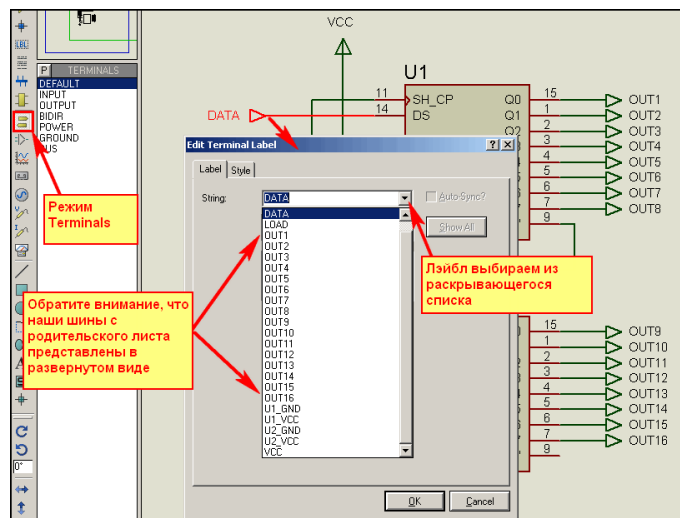 VCC
LBL
P TERMINALS
DEFAULT
INPUT
OUTPUT
BIDIR
POWER
GROUND
BUS
U1
DATA
11
14
SH_CP
DS
Q0
Q1
Q2
15
1
2
3
4
5
6
7
9
OUT1
OUT2
OUT3
OUT4
OUT5
OUT6
OUT7
OUT8
Edit Terminal Label
Label
Style
String:
DATA
Auto-Sync?
Show All
DATA
LOAD
OUT1
OUT2
OUT3
OUT4
OUT5
OUT6
OUT7
OUT8
OUT9
OUT10
OUT11
OUT12
OUT13
OUT14
OUT15
OUT16
U1_GND
U1_VCC
U2_GND
U2_VCC
VCC
OK
Cancel
Режим
Terminals
Лэйбл выбираем из
раскрывающегося
списка
Обратите внимание, что
наши шины с
родительского листа
представлены в
развернутом виде
15
1
2
3
4
5
6
7
9
OUT9
OUT10
OUT11
OUT12
OUT13
OUT14
OUT15
OUT16
0°